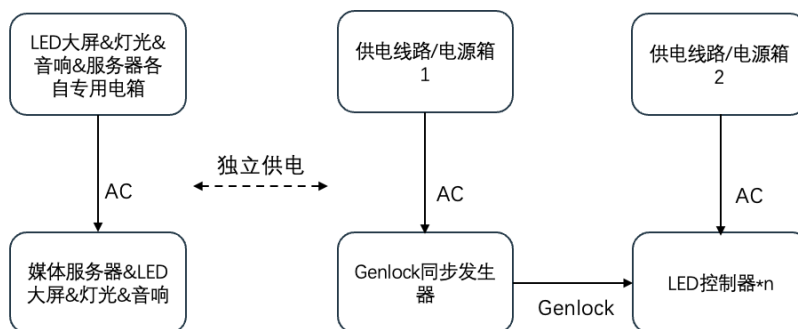 LED大屏&灯光&
音响&服务器各
自专用电箱
供电线路/电源箱
1
供电线路/电源箱
2
独立供电
AC
AC
AC
媒体服务器&LED
大屏&灯光&音响
Genlock同步发生
器
Genlock
LED控制器*n